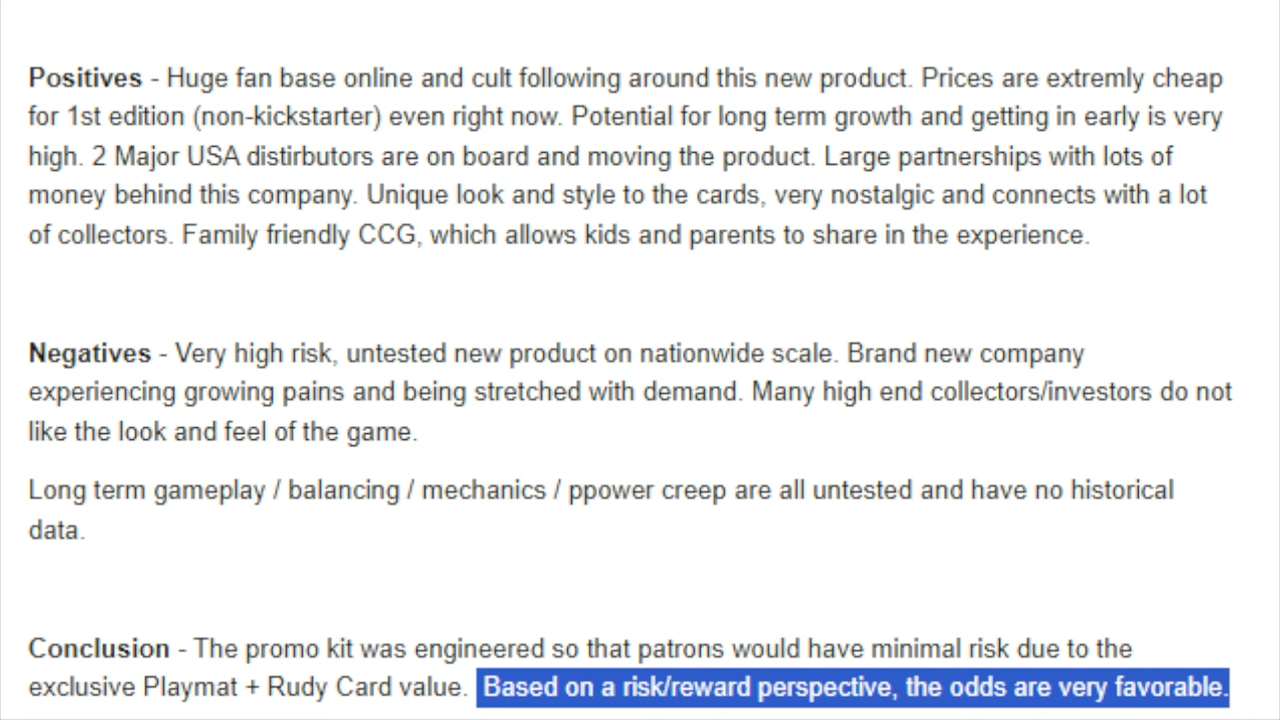 Positives - Huge fan base online and cult following around this new product. Prices are extremly cheap
for 1st edition (non-kickstarter) even right now. Potential for long term growth and getting in early is very
high. 2 Major USA distirbutors are on board and moving the product. Large partnerships with lots of
money behind this company. Unique look and style to the cards, very nostalgic and connects with a lot
of collectors. Family friendly CCG, which allows kids and parents to share in the experience.
Negatives - Very high risk, untested new product on nationwide scale. Brand new company
experiencing growing pains and being stretched with demand. Many high end collectors/investors do not
like the look and feel of the game.
Long term gameplay / balancing / mechanics / ppower creep are all untested and have no historical
data.
Conclusion - The promo kit was engineered so that patrons would have minimal risk due to the
exclusive Playmat + Rudy Card value. Based on a risk/reward perspective, the odds are very favorable.